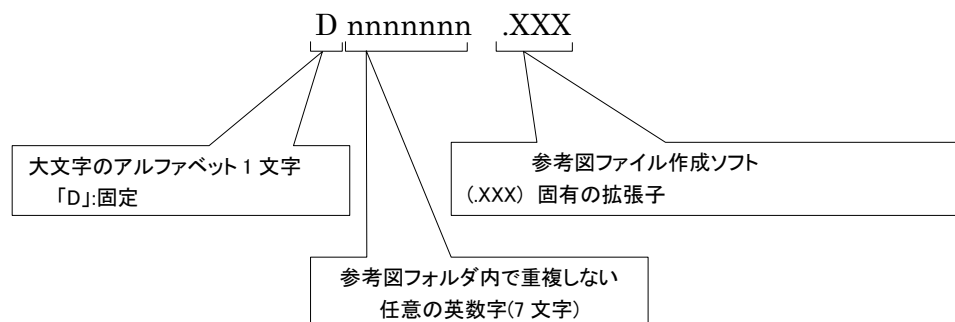 D nnnnnnn .XXX
大文字のアルファベット 1 文字
「D」:固定
参考図ファイル作成ソフト
(.XXX) 固有の拡張子
参考図フォルダ内で重複しない
任意の英数字(7 文字)